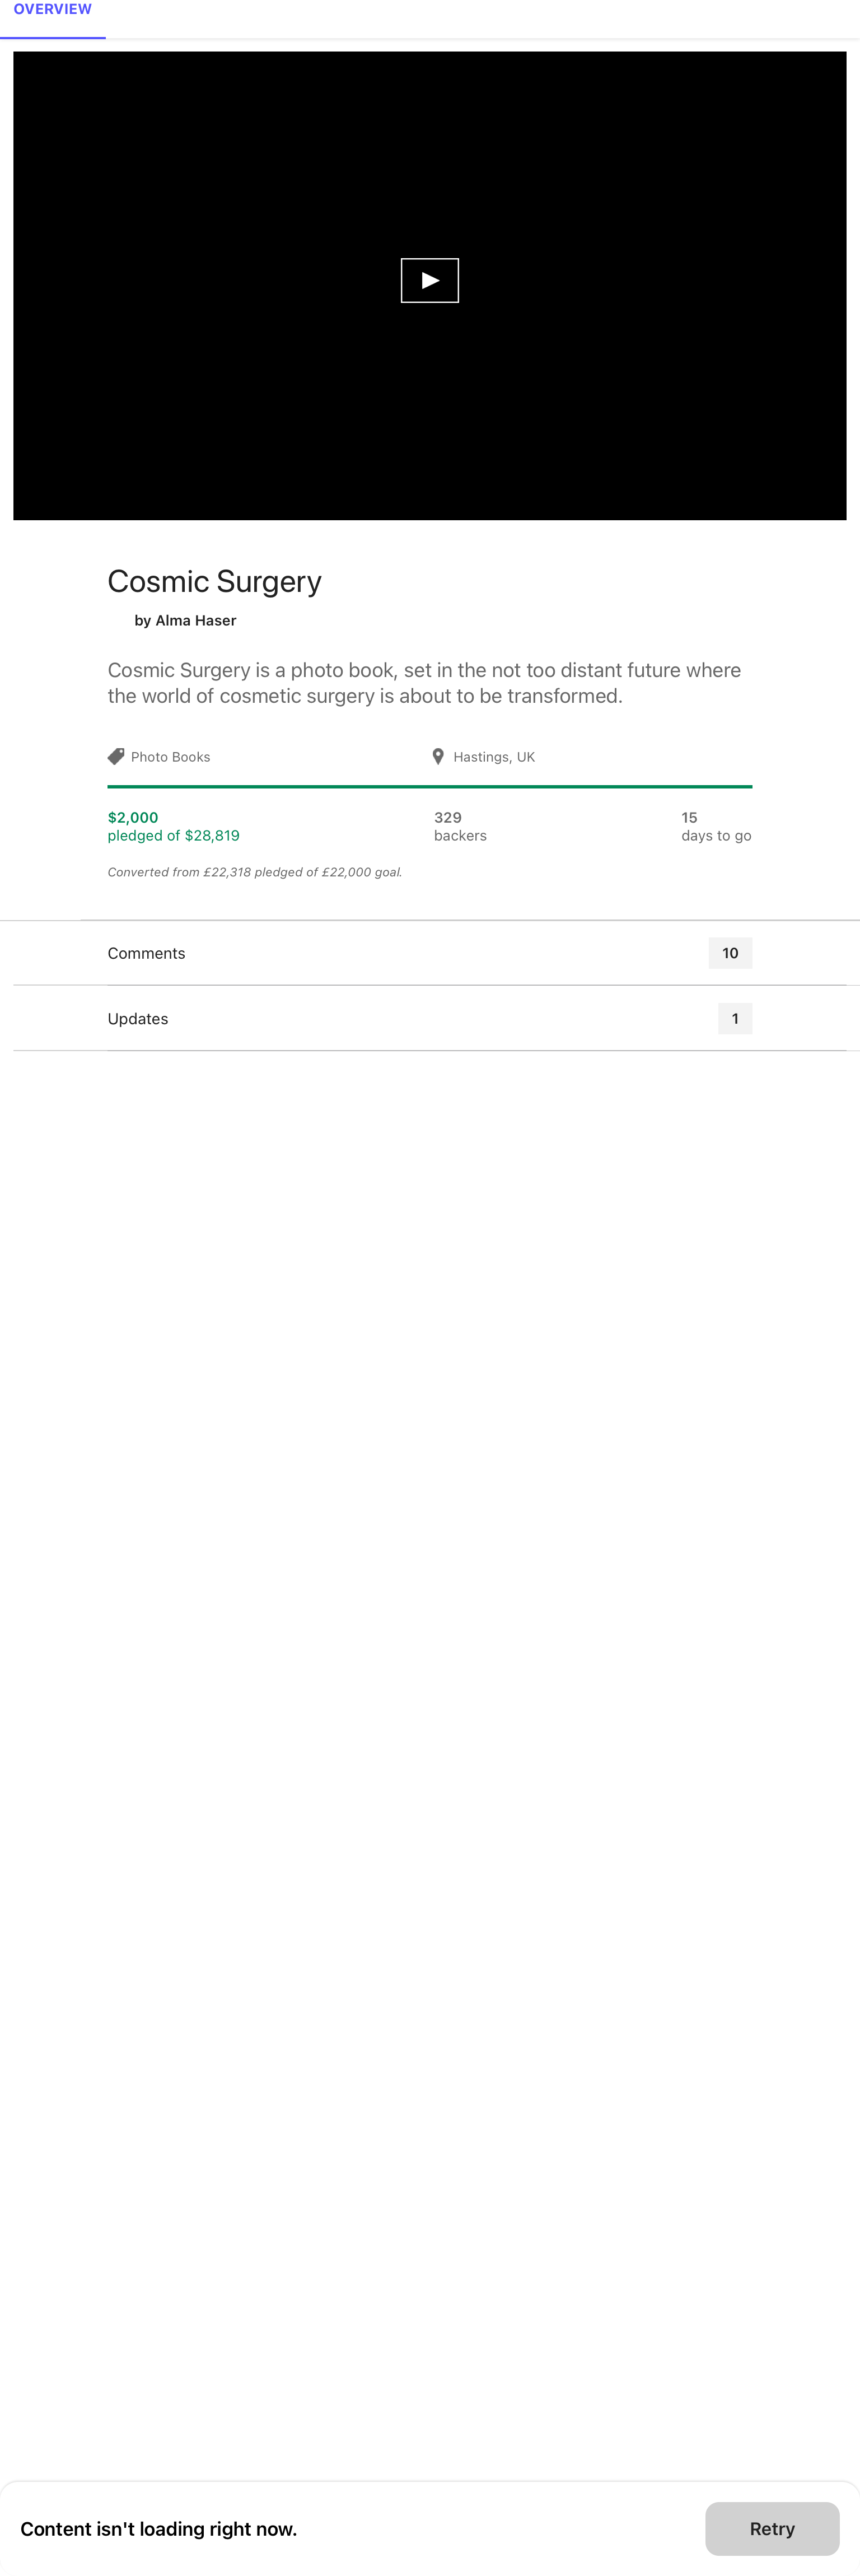 OVERVIEW
Cosmic Surgery
by Alma Haser
Cosmic Surgery is a photo book, set in the not too distant future where
the world of cosmetic surgery is about to be transformed.
Photo Books
Hastings, UK
$2,000
pledged of $28,819
329
backers
15
days to go
Converted from £22,318 pledged of £22,000 goal.
Comments
10
Updates
1
Content isn't loading right now.
Retry